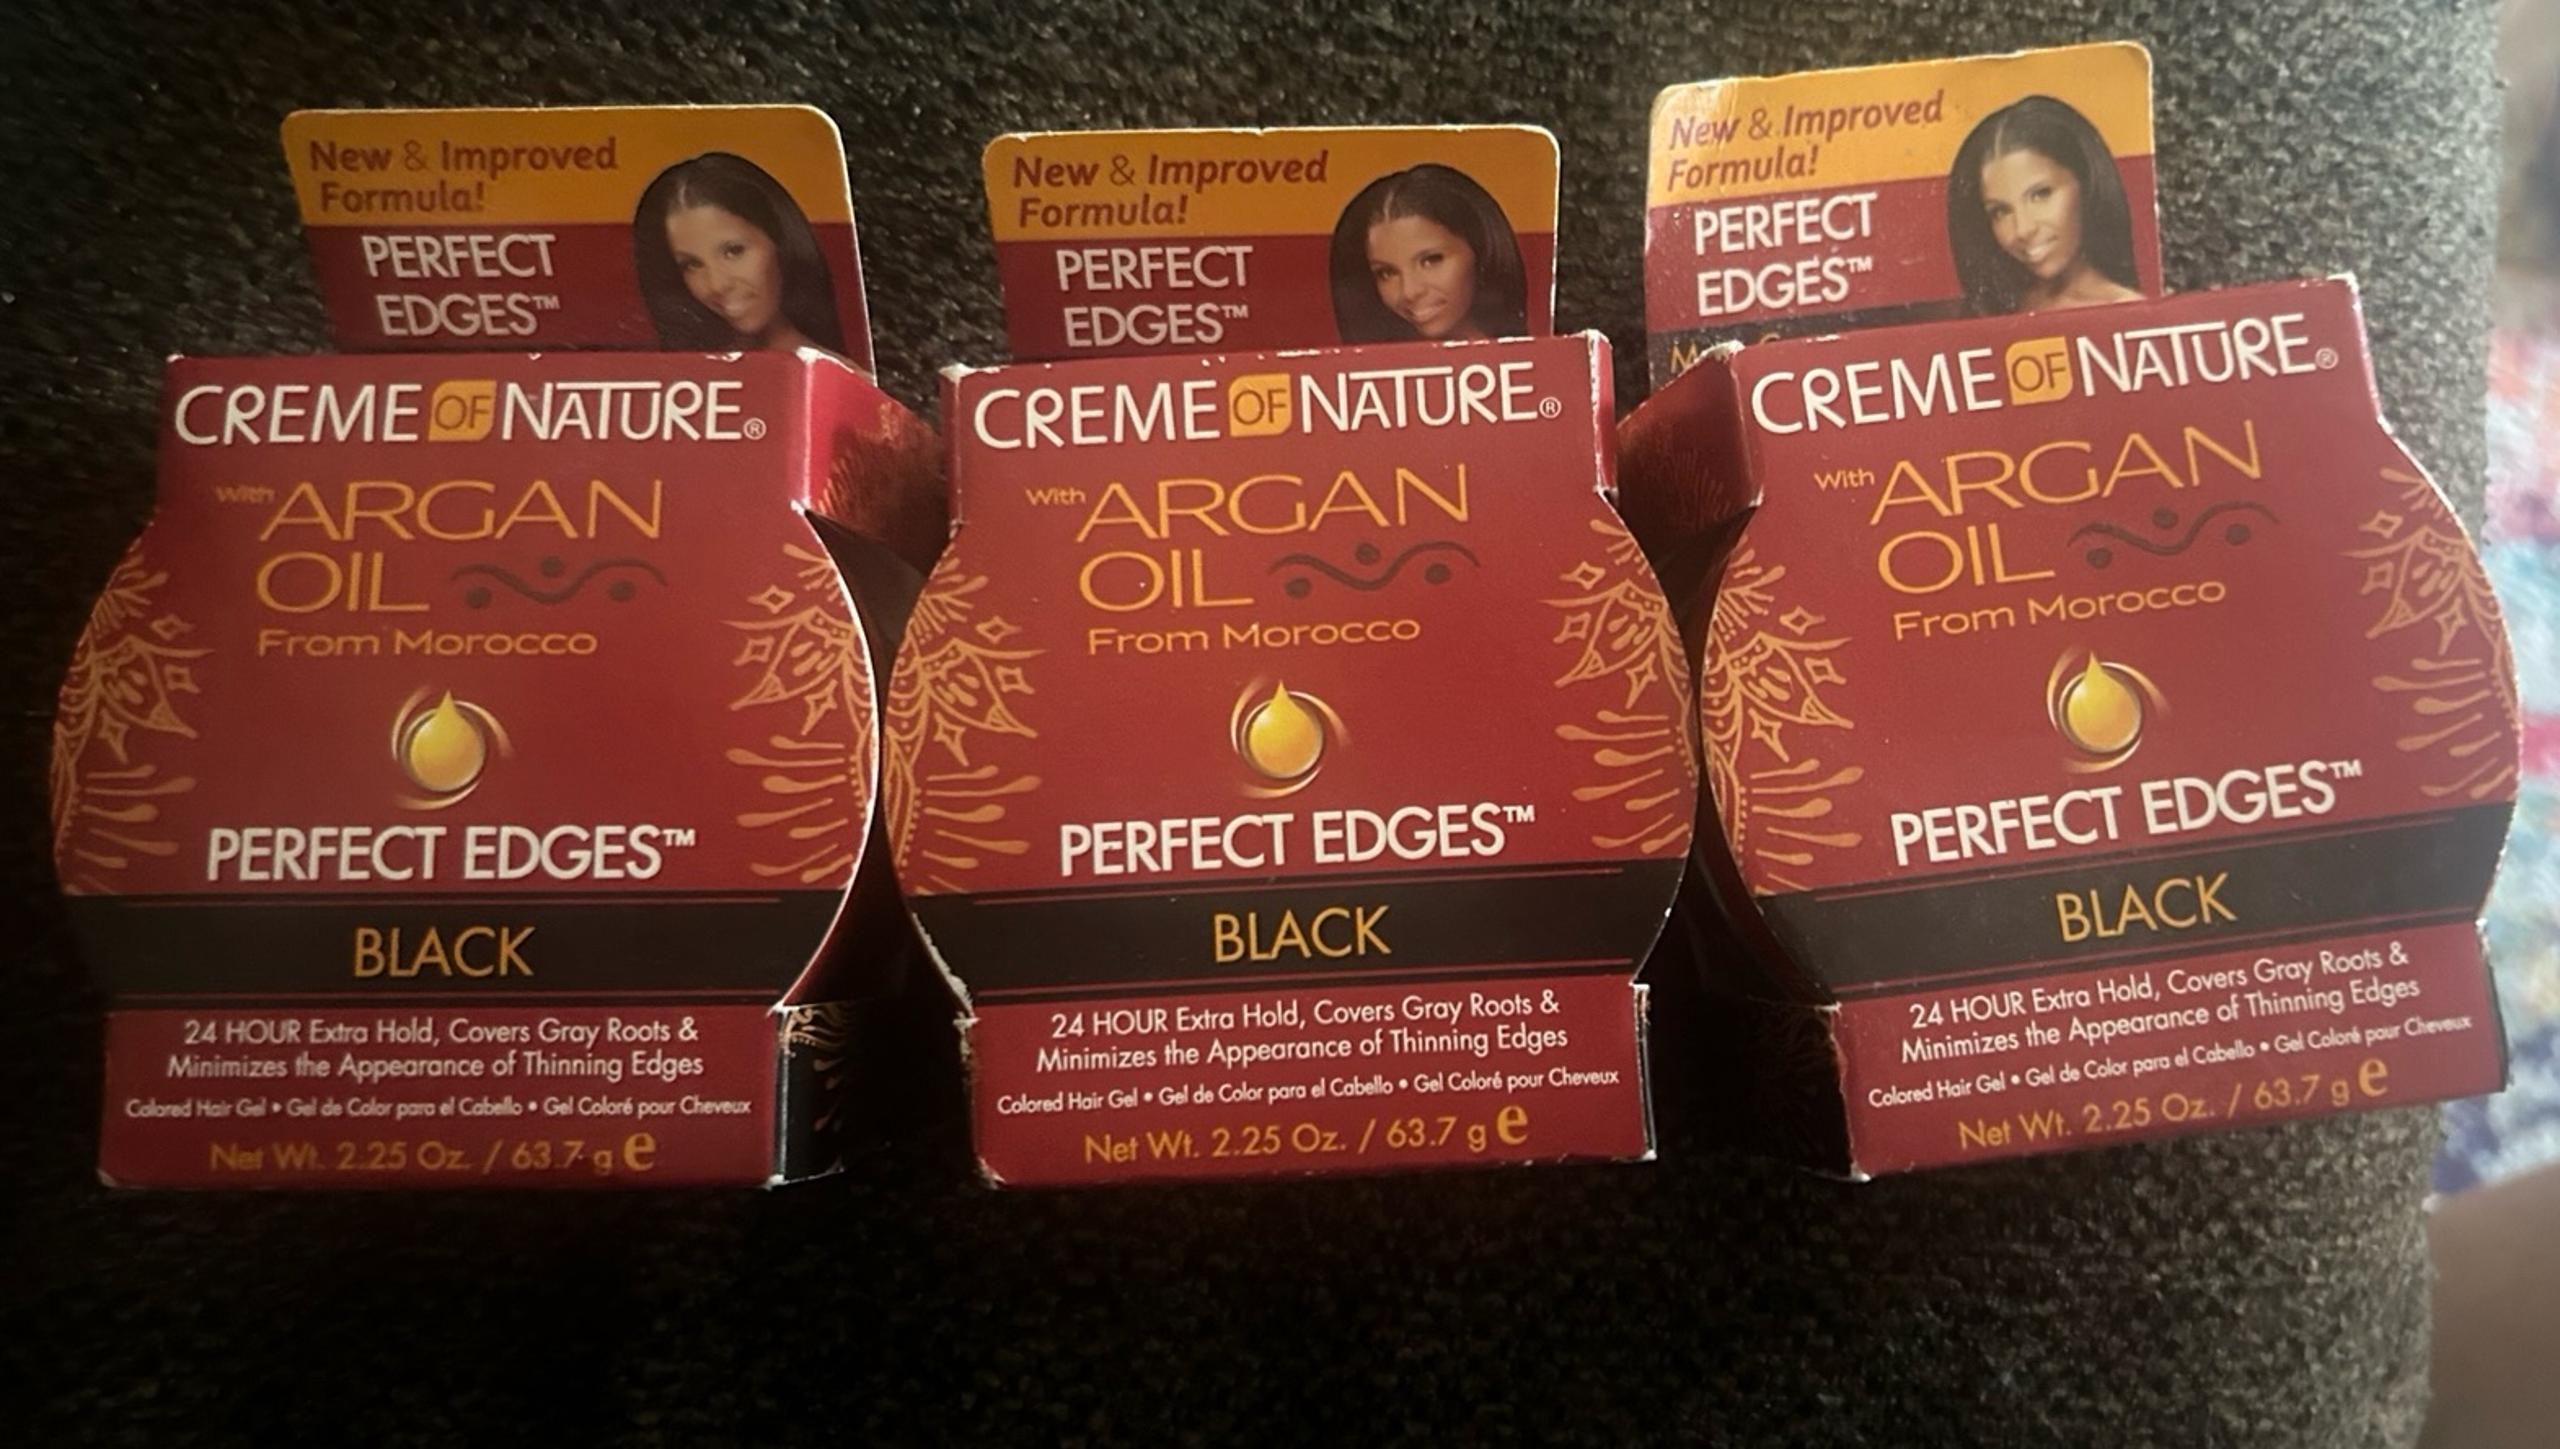 New & Improved
Formula!
PERFECT
EDGES™
CREME OF NATURE®
With ARGAN
OIL
From Morocco
PERFECT EDGES™
BLACK
24 HOUR Extra Hold, Covers Gray Roots &
Minimizes the Appearance of Thinning Edges
Colored Hair Gel • Gel de Color para el Cabello • Gel Coloré pour Cheveux
Net Wt. 2.25 Oz. / 63.7 g e
New & Improved
Formula!
PERFECT
EDGES™
CREME OF NATURE®
With ARGAN
OIL
From Morocco
PERFECT EDGES™
BLACK
24 HOUR Extra Hold, Covers Gray Roots &
Minimizes the Appearance of Thinning Edges
Colored Hair Gel • Gel de Color para el Cabello • Gel Coloré pour Cheveux
Net Wt. 2.25 Oz. / 63.7 g e
New & Improved
Formula!
PERFECT
EDGES™
CREME OF NATURE®
With ARGAN
OIL
From Morocco
PERFECT EDGES™
BLACK
24 HOUR Extra Hold, Covers Gray Roots &
Minimizes the Appearance of Thinning Edges
Colored Hair Gel • Gel de Color para el Cabello • Gel Coloré pour Cheveux
Net Wt. 2.25 Oz. / 63.7 g e